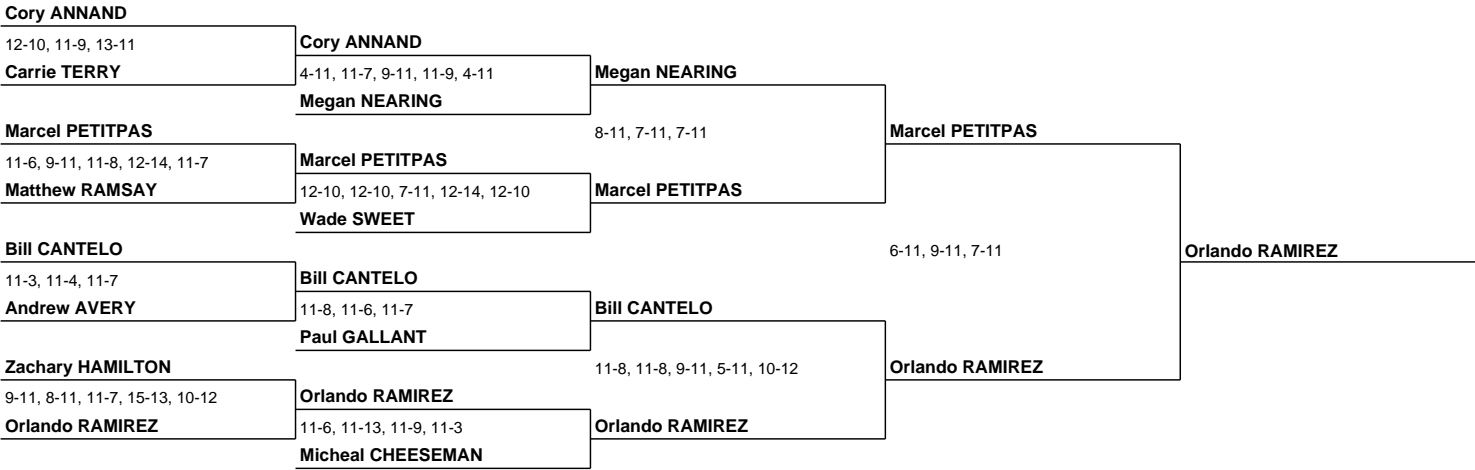 Cory ANNAND
12-10, 11-9, 13-11
Carrie TERRY
Marcel PETITPAS
11-6, 9-11, 11-8, 12-14, 11-7
Matthew RAMSAY
Bill CANTELO
11-3, 11-4, 11-7
Andrew AVERY
Zachary HAMILTON
9-11, 8-11, 11-7, 15-13, 10-12
Orlando RAMIREZ
Cory ANNAND
4-11, 11-7, 9-11, 11-9, 4-11
Megan NEARING
Marcel PETITPAS
12-10, 12-10, 7-11, 12-14, 12-10
Wade SWEET
Bill CANTELO
11-8, 11-6, 11-7
Paul GALLANT
Orlando RAMIREZ
11-6, 11-13, 11-9, 11-3
Micheal CHEESEMAN
Megan NEARING
8-11, 7-11, 7-11
Marcel PETITPAS
Bill CANTELO
11-8, 11-8, 9-11, 5-11, 10-12
Orlando RAMIREZ
Marcel PETITPAS
6-11, 9-11, 7-11
Orlando RAMIREZ
Orlando RAMIREZ